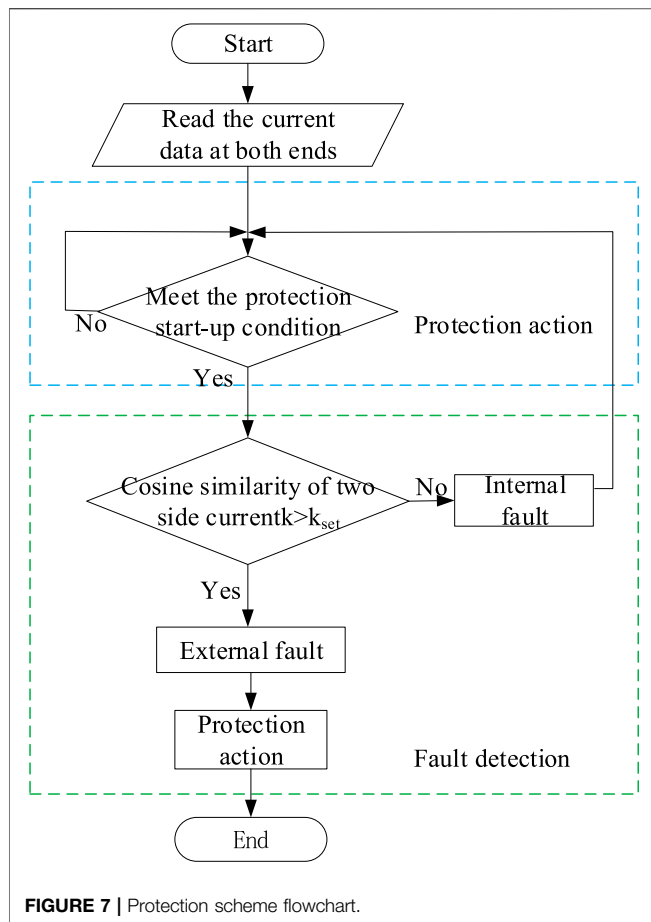 Start
Read the current
data at both ends
Meet the protection
start-up condition
No
Protection action
Yes
Cosine similarity of two
side currentk>kset
No
Internal
fault
Yes
External fault
Protection
action
Fault detection
End
FIGURE 7 | Protection scheme flowchart.